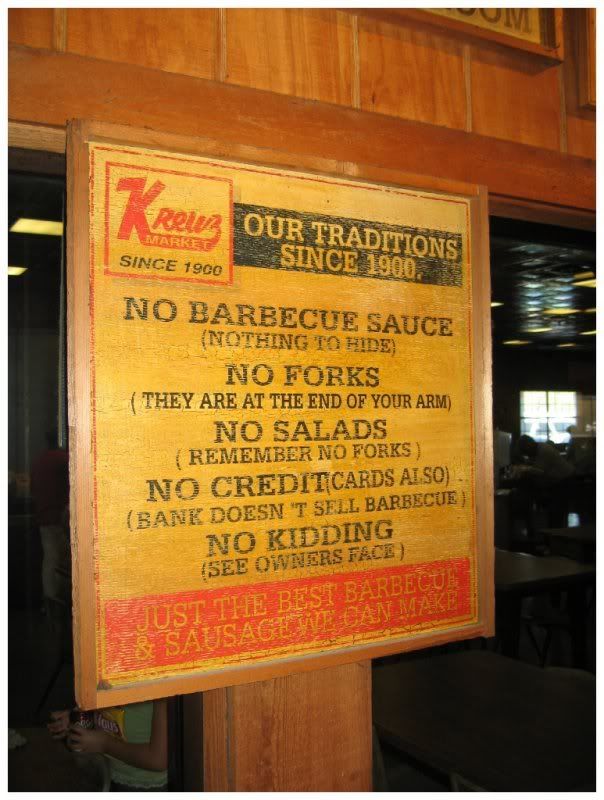 OOM
Kreuz
MARKET
SINCE 1900
OUR TRADITIONS
SINCE 1900.
NO BARBECUE SAUCE
(NOTHING TO HIDE)
NO FORKS
( THEY ARE AT THE END OF YOUR ARM)
NO SALADS
( REMEMBER NO FORKS )
NO CREDIT(CARDS ALSO)
(BANK DOESN 'T SELL BARBECUE )
NO KIDDING
(SEE OWNERS FACE )
JUST THE BEST BARBECUE
& SAUSAGE WE CAN MAKE